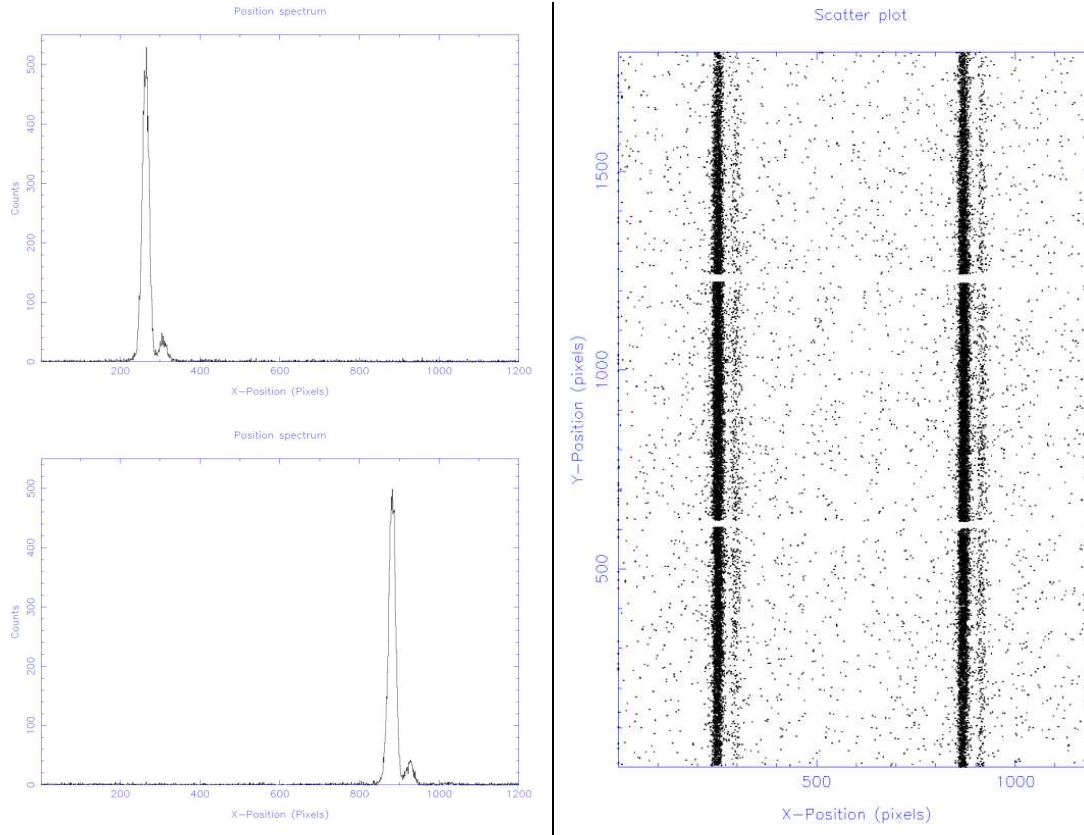 Position spectrum
500
400
300
200
100
0
Counts
200 400 600 800 1000 1200
X-Position (Pixels)
Position spectrum
500
400
300
200
100
0
Counts
200 400 600 800 1000 1200
X-Position (Pixels)
Scatter plot
1500
1000
500
Y-Position (pixels)
500 1000
X-Position (pixels)